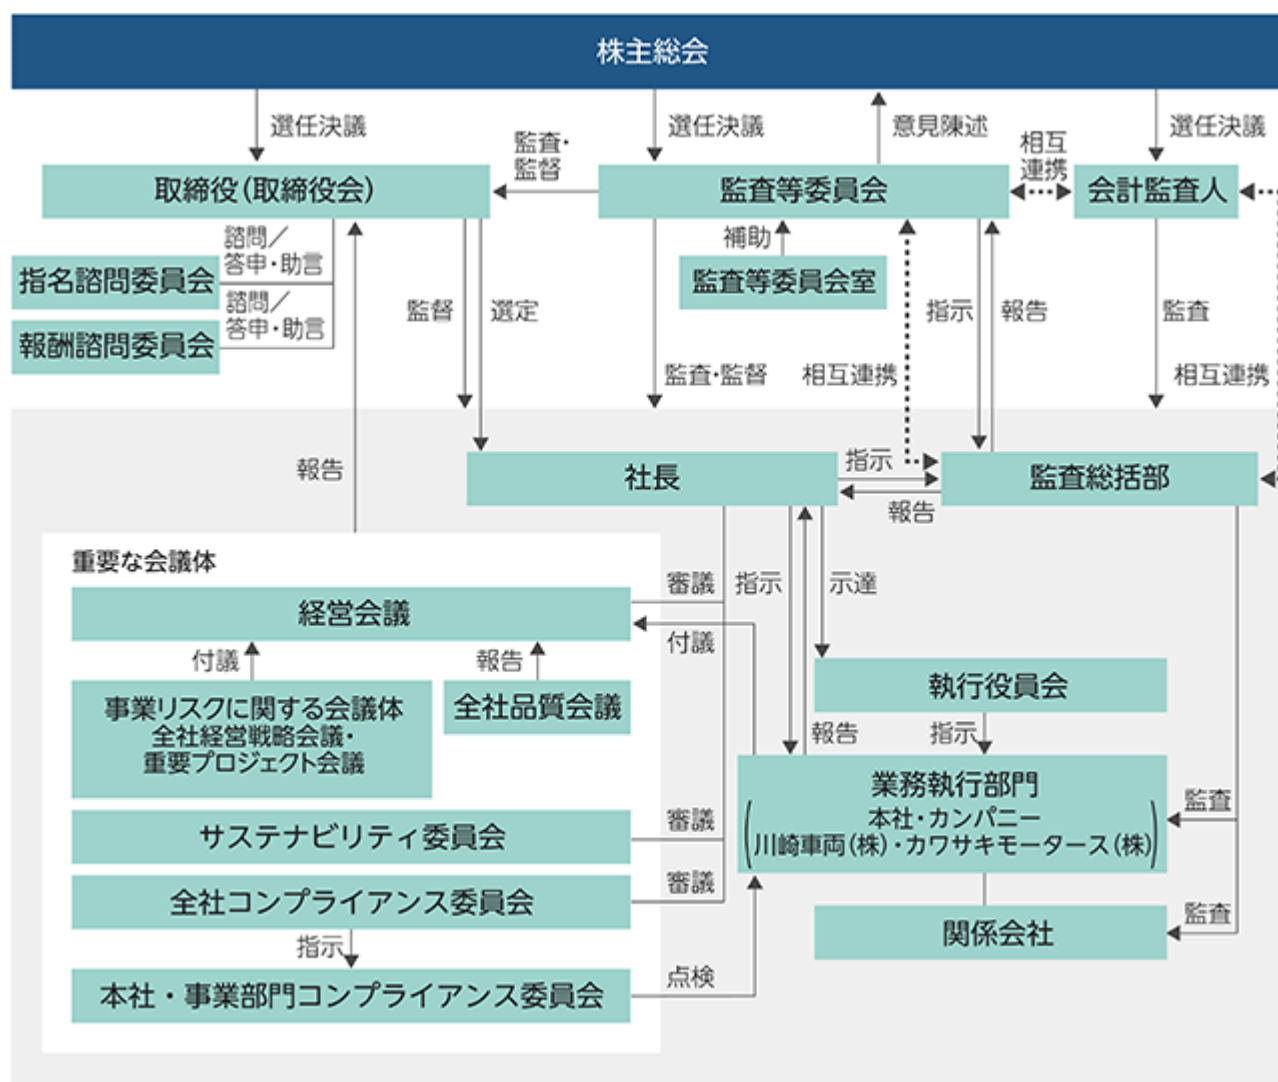 株主総会
選任決議
選任決議
意見陳述
選任決議
監査・
監督
相互
連携
取締役(取締役会)
監査等委員会
会計監査人
諮問／
答申・助言
補助
指名諮問委員会
監査等委員会室
諮問／
答申・助言
報酬諮問委員会
監督
選定
指示
報告
監査
監査・監督
相互連携
相互連携
報告
社長
指示
監査総括部
報告
重要な会議体
経営会議
審議
指示
示達
付議
付議
報告
執行役員会
事業リスクに関する会議体
全社経営戦略会議・
重要プロジェクト会議
全社品質会議
報告
指示
業務執行部門
本社・カンパニー
(川崎車両(株)・カワサキモータース(株))
監査
サステナビリティ委員会
審議
全社コンプライアンス委員会
審議
監査
関係会社
指示
本社・事業部門コンプライアンス委員会
点検